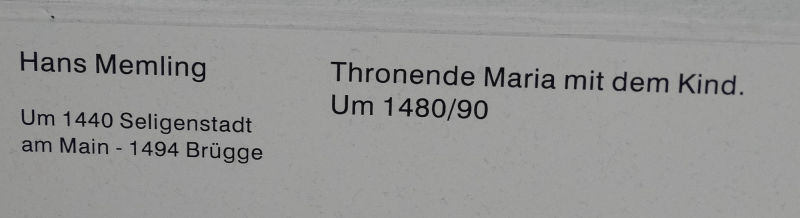 Hans Memling
Um 1440 Seligenstadt
am Main - 1494 Brügge
Thronende Maria mit dem Kind.
Um 1480/90